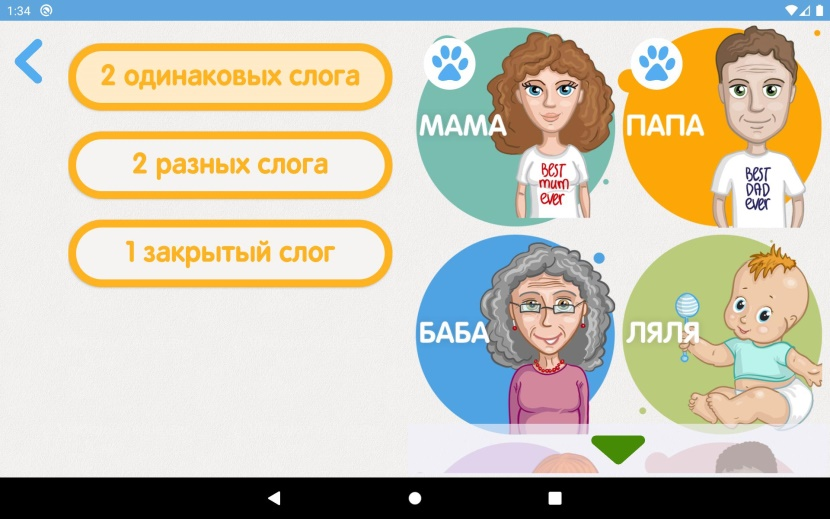 1:34
2 одинаковых слога
2 разных слога
1 закрытый слог
МАМА
BEST
mum
ever
ПАПА
BEST
DAD
EVER
БАБА
ЛЯЛЯ